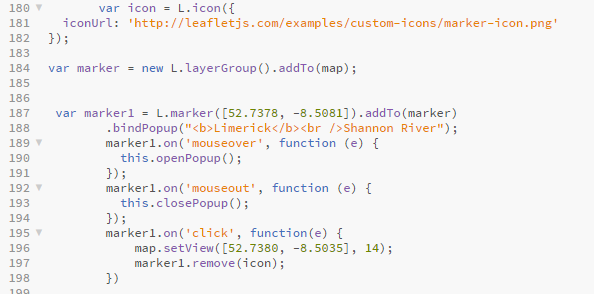 180 var icon = L.icon({
181 iconUrl: 'http://leafletjs.com/examples/custom-icons/marker-icon.png'
182 });
183
184 var marker = new L.layerGroup().addTo(map);
185
186
187 var marker1 = L.marker([52.7378, -8.5081]).addTo(marker)
188 .bindPopup("<b>Limerick</b><br />Shannon River");
189 marker1.on('mouseover', function (e) {
190 this.openPopup();
191 });
192 marker1.on('mouseout', function (e) {
193 this.closePopup();
194 });
195 marker1.on('click', function(e) {
196 map.setView([52.7380, -8.5035], 14);
197 marker1.remove(icon);
198 })
199